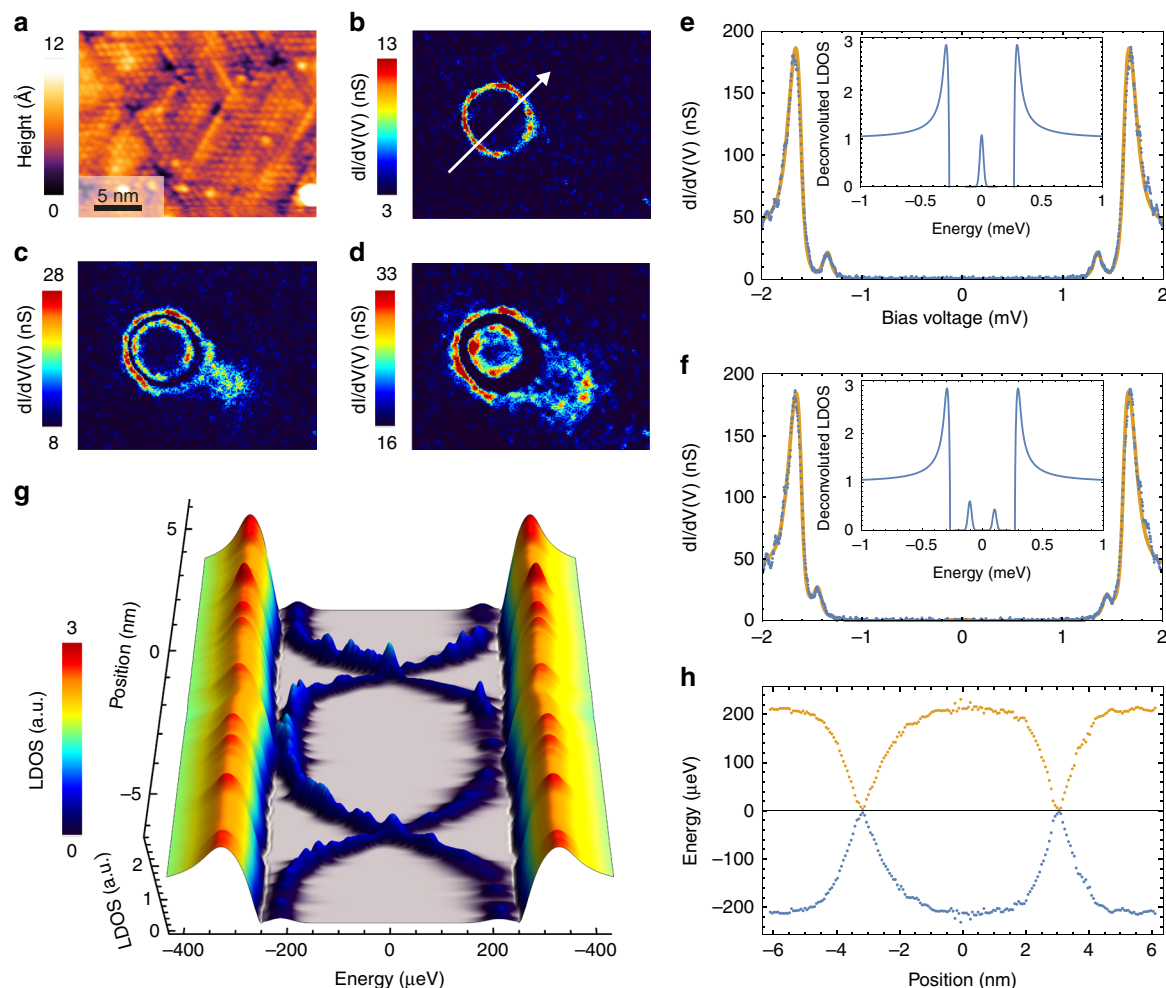 a
12
Height (Å)
0
5 nm
b
13
dI/dV(V) (nS)
3
c
28
dI/dV(V) (nS)
8
d
33
dI/dV(V) (nS)
16
e
200
150
100
50
0
dI/dV(V) (nS)
−2
−1
0
1
2
Bias voltage (mV)
3
2
1
0
Deconvoluted LDOS
−1
−0.5
0
0.5
1
Energy (meV)
f
200
150
100
50
0
dI/dV(V) (nS)
−2
−1
0
1
2
3
2
1
0
Deconvoluted LDOS
−1
−0.5
0
0.5
1
Energy (meV)
g
3
LDOS (a.u.)
0
5
0
−5
Position (nm)
2
1
0
LDOS (a.u.)
−400
−200
0
200
−400
Energy (μeV)
h
200
100
0
−100
−200
Energy (μeV)
−6
−4
−2
0
2
4
6
Position (nm)